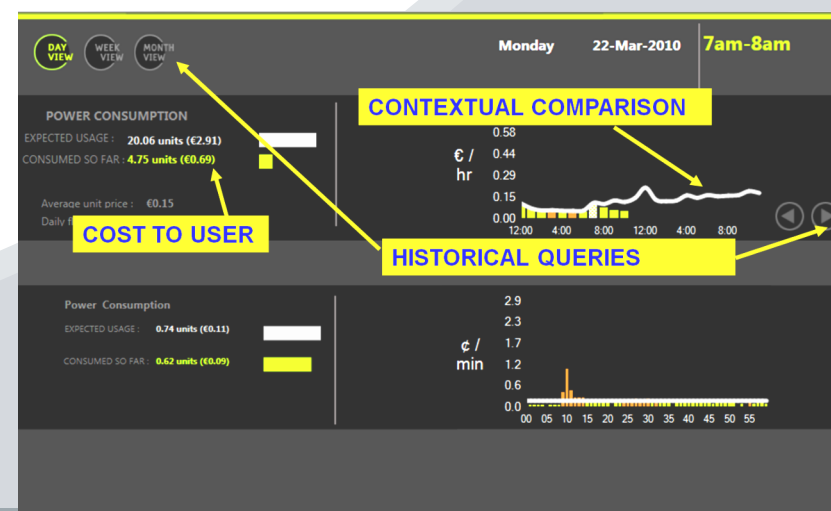 DAY VIEW
WEEK VIEW
MONTH VIEW
Monday 22-Mar-2010 7am-8am
CONTEXTUAL COMPARISON
POWER CONSUMPTION
EXPECTED USAGE : 20.06 units (€2.91)
CONSUMED SO FAR : 4.75 units (€0.69)
Average unit price : €0.15
Daily
COST TO USER
€ / hr
0.58
0.44
0.29
0.15
0.00
12:00 4:00 8:00 12:00 4:00 8:00
HISTORICAL QUERIES
Power Consumption
EXPECTED USAGE : 0.74 units (€0.11)
CONSUMED SO FAR : 0.62 units (€0.09)
¢ / min
2.9
2.3
1.7
1.2
0.6
0.0
00 05 10 15 20 25 30 35 40 45 50 55